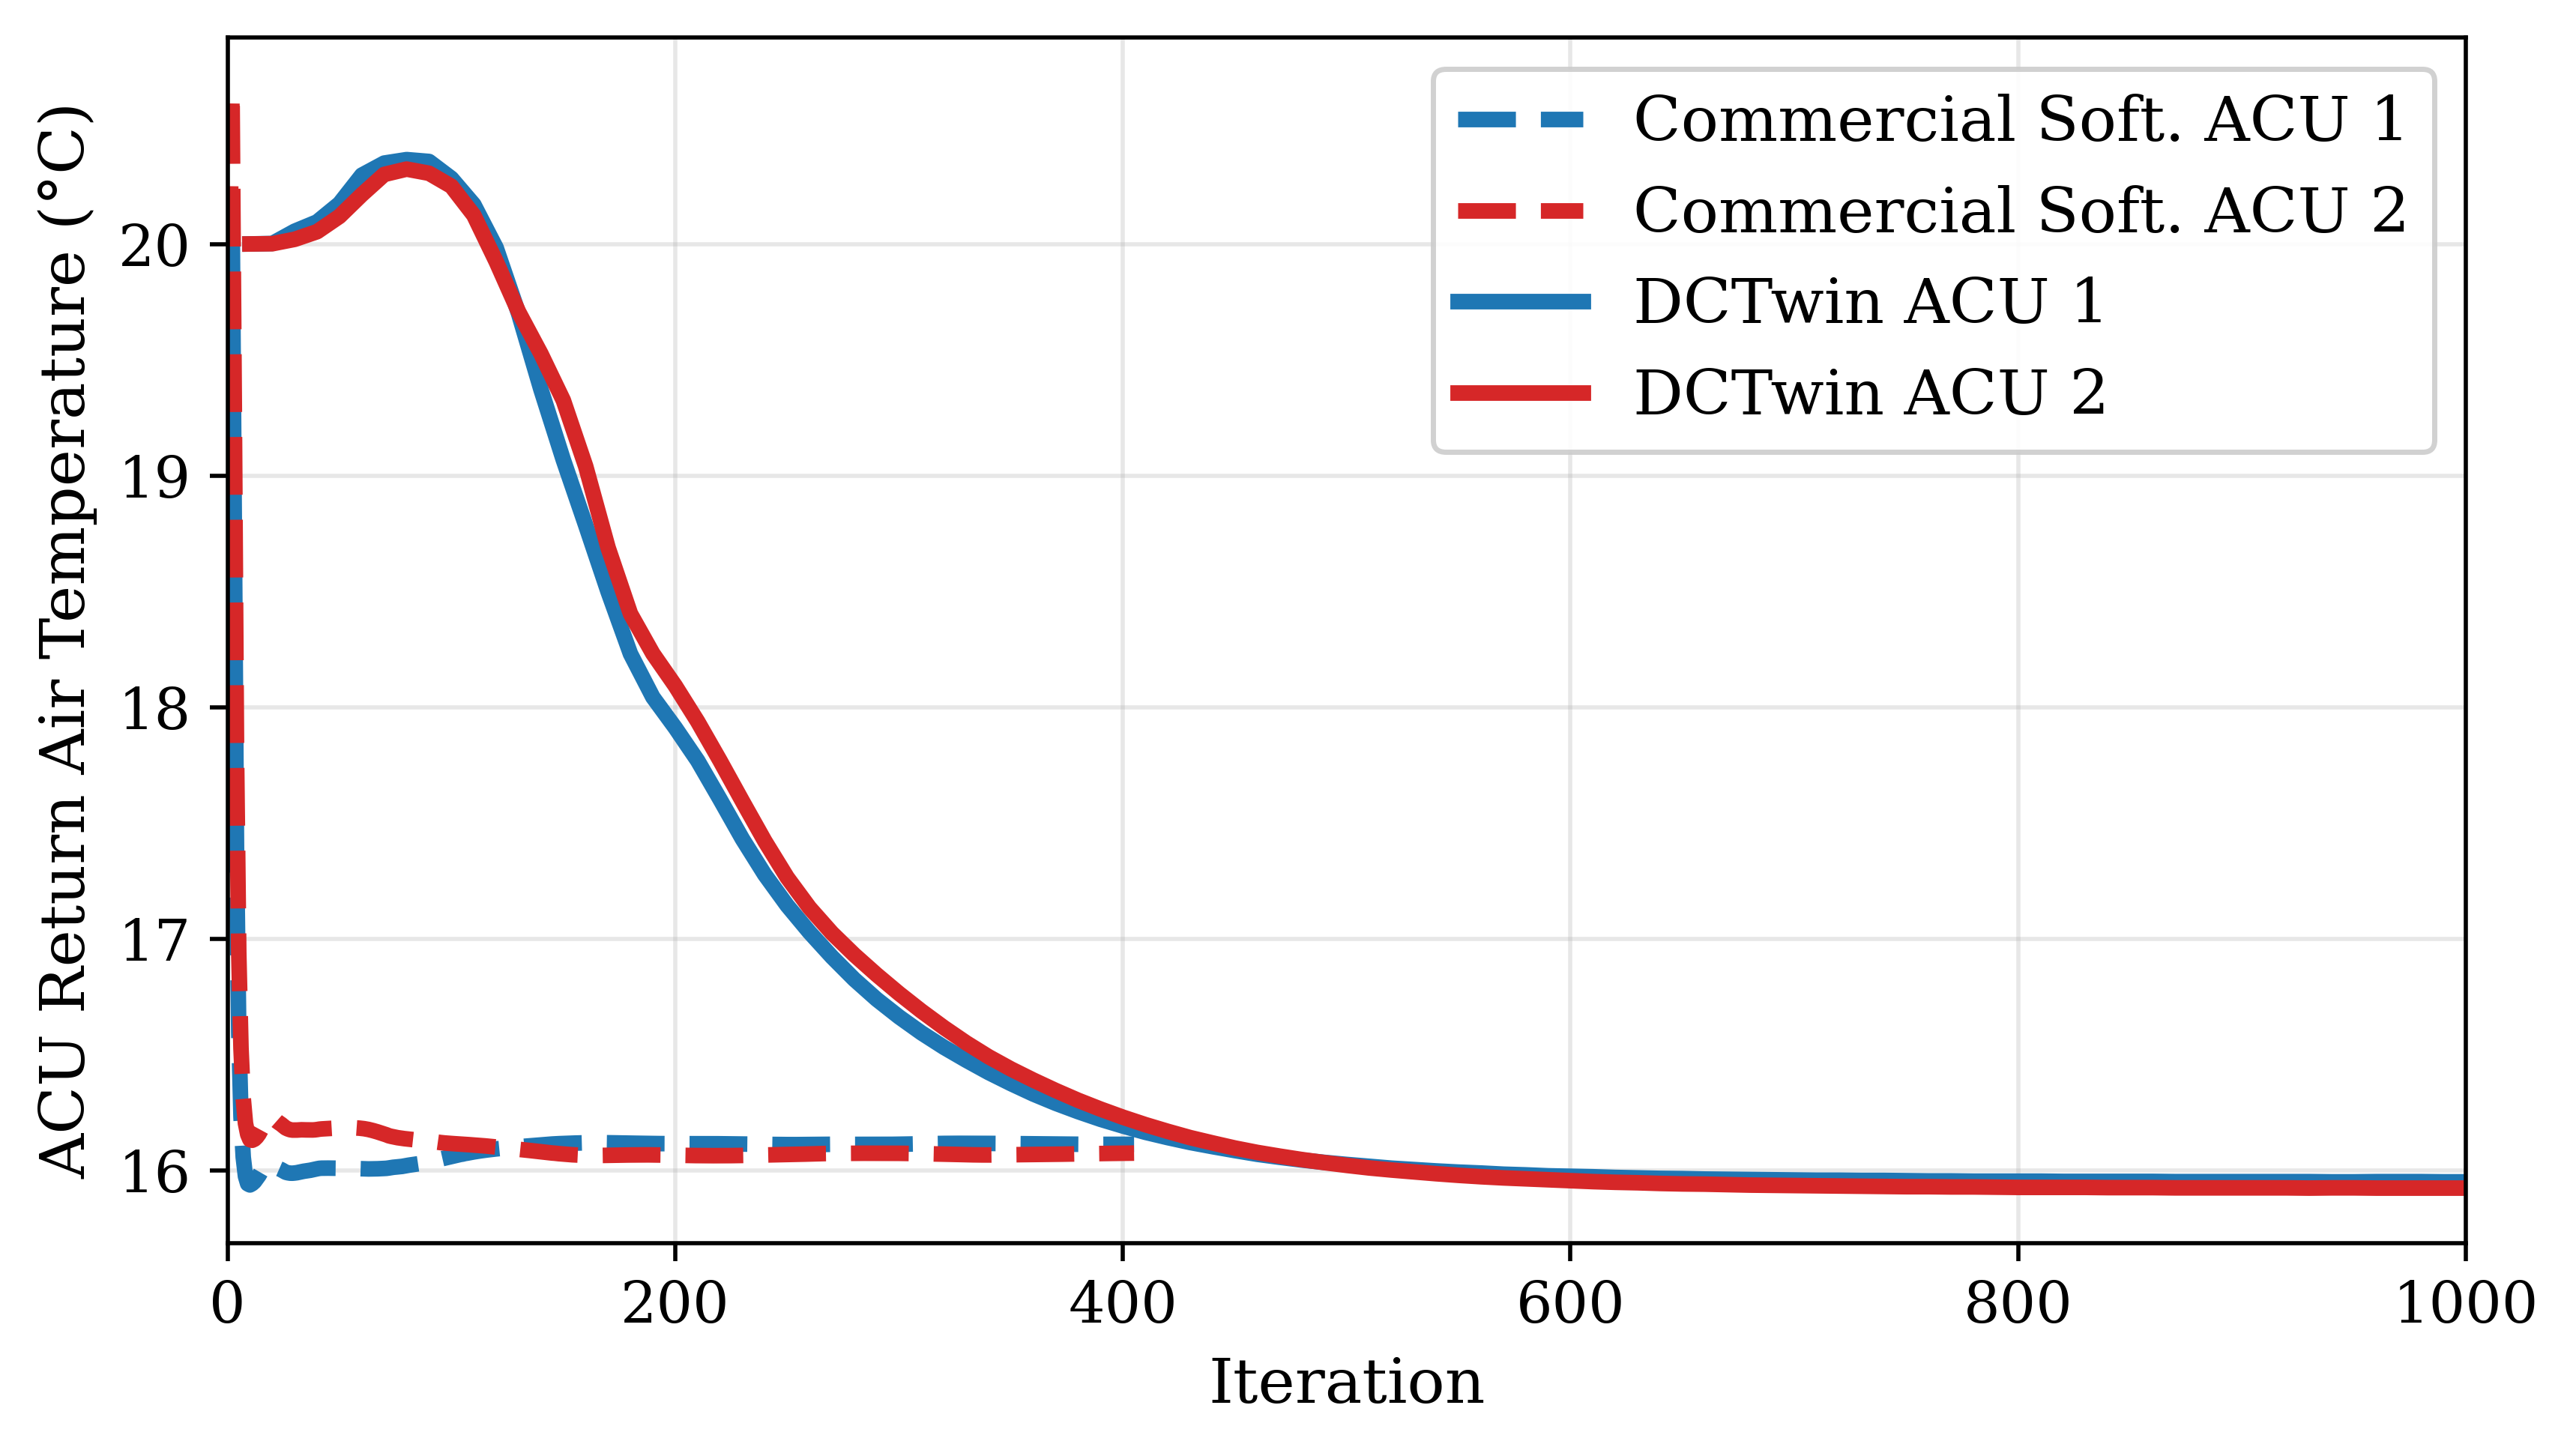 Commercial Soft. ACU 1
Commercial Soft. ACU 2
DCTwin ACU 1
DCTwin ACU 2
ACU Return Air Temperature (°C)
20
19
18
17
16
0 200 400 600 800 1000
Iteration